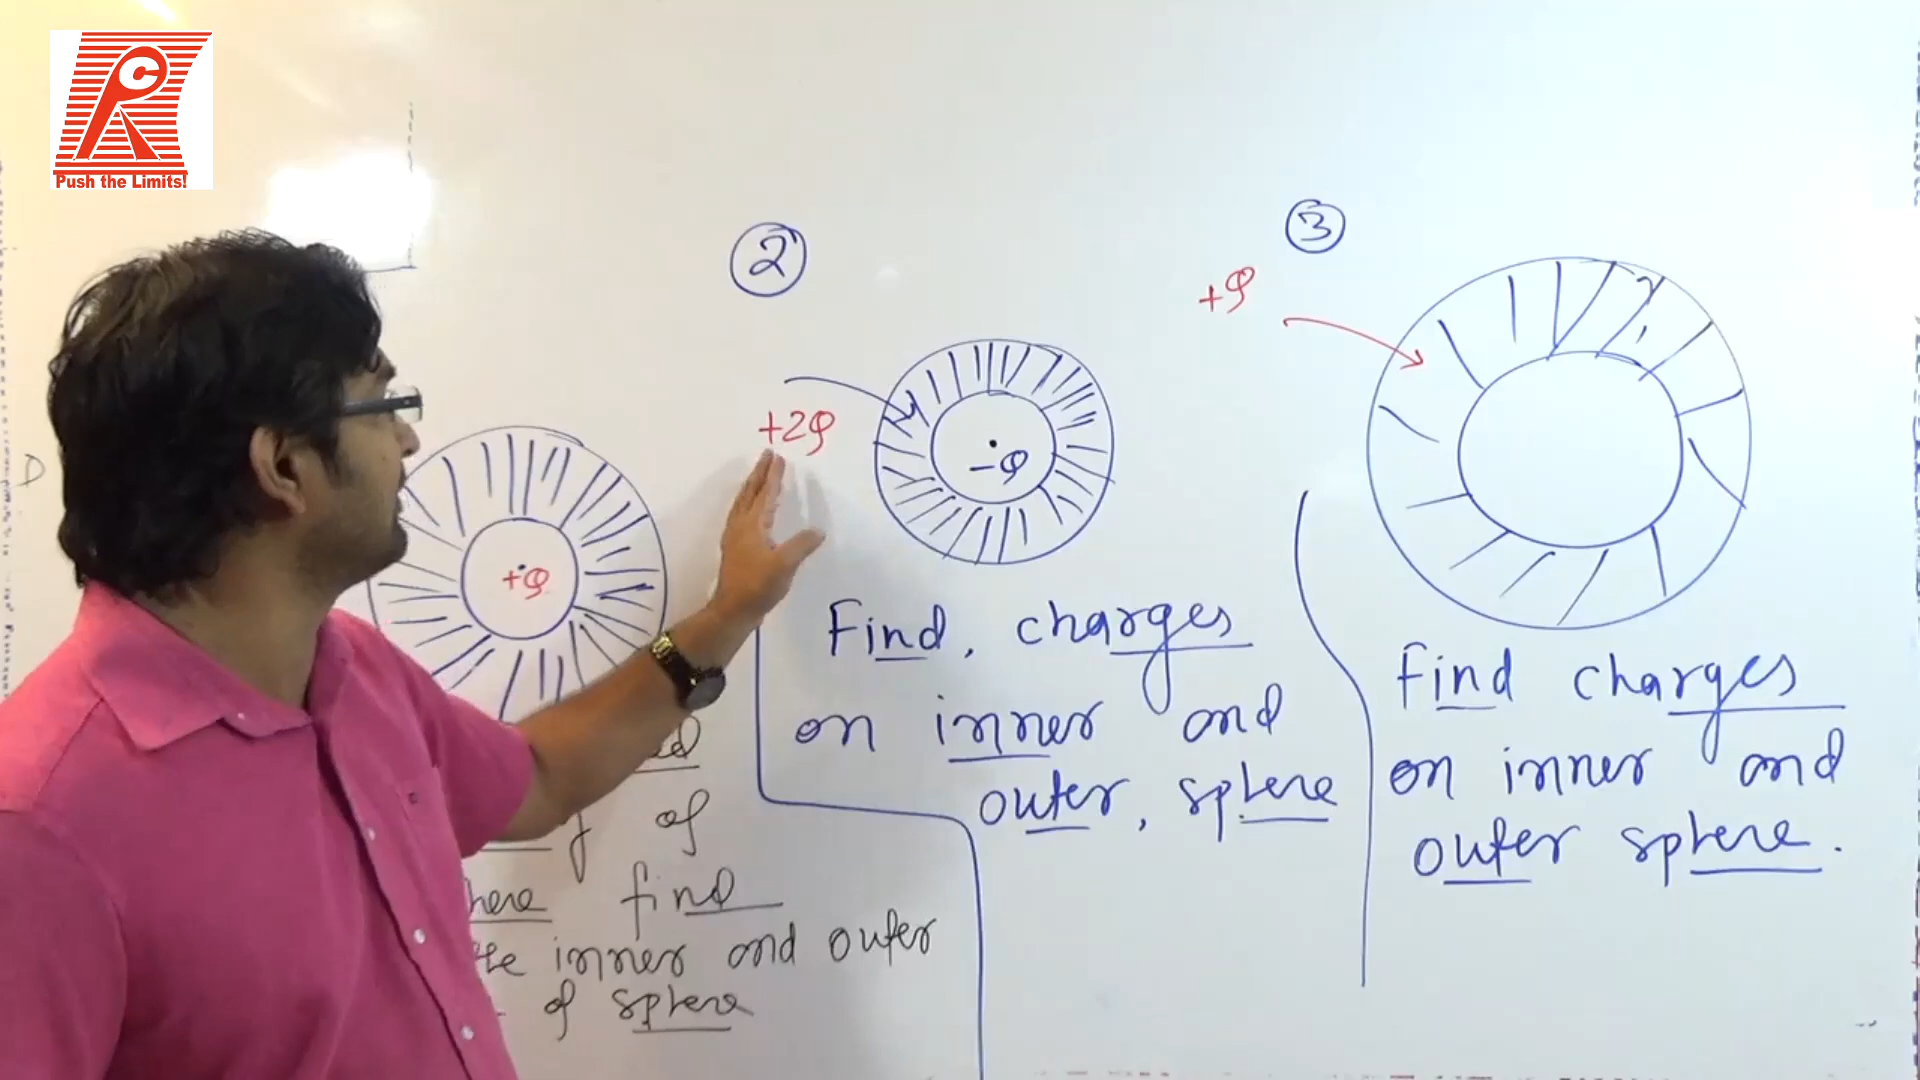 Push the Limits!
D
2
3
+Q
+2Q
-Q
+Q
Find, charges
on inner and
outer, sphere
Find charges
on inner and
outer sphere.
of
find
inner and outer
of sphere